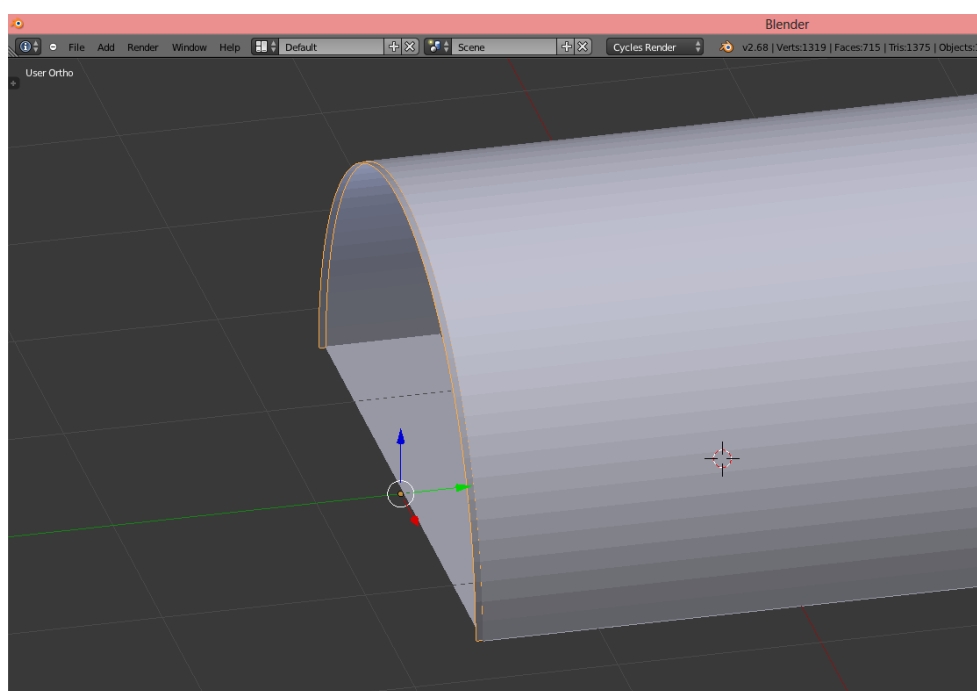 Blender
File Add Render Window Help Default Scene Cycles Render v2.68 | Verts:1319 | Faces:715 | Tris:1375 | Objects:
User Ortho